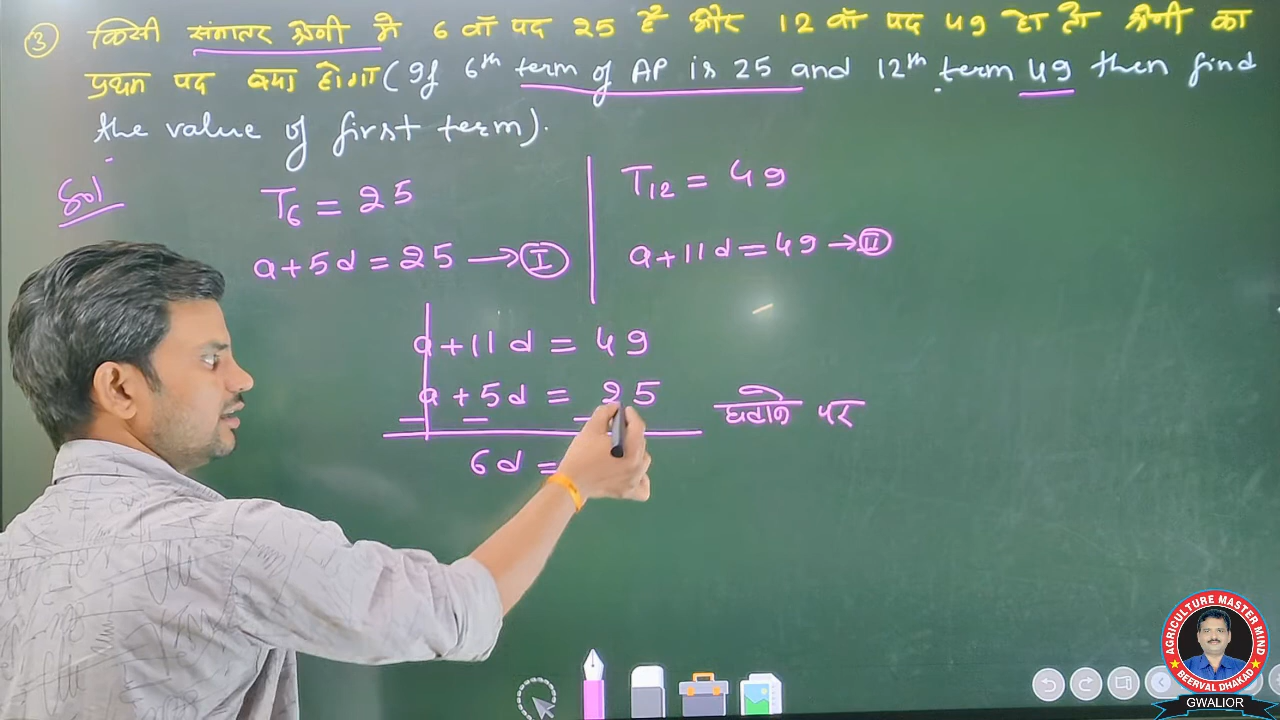 ③ किसी समान्तर श्रेणी मे 6 वाँ पद 25 है और 12 वाँ पद 49 हो तो श्रेणी का
प्रथम पद क्या होगा (If 6th term of AP is 25 and 12th term 49 then find
the value of first term).
Sol
T6 = 25
a+5d = 25 → Ⅰ
T12 = 49
a+11d = 49 → Ⅱ
a+11d = 49
a+5d = 25 घटाने पर
6d =
AGRICULTURE MASTER MIND
BEERVAL DHAKAD
GWALIOR